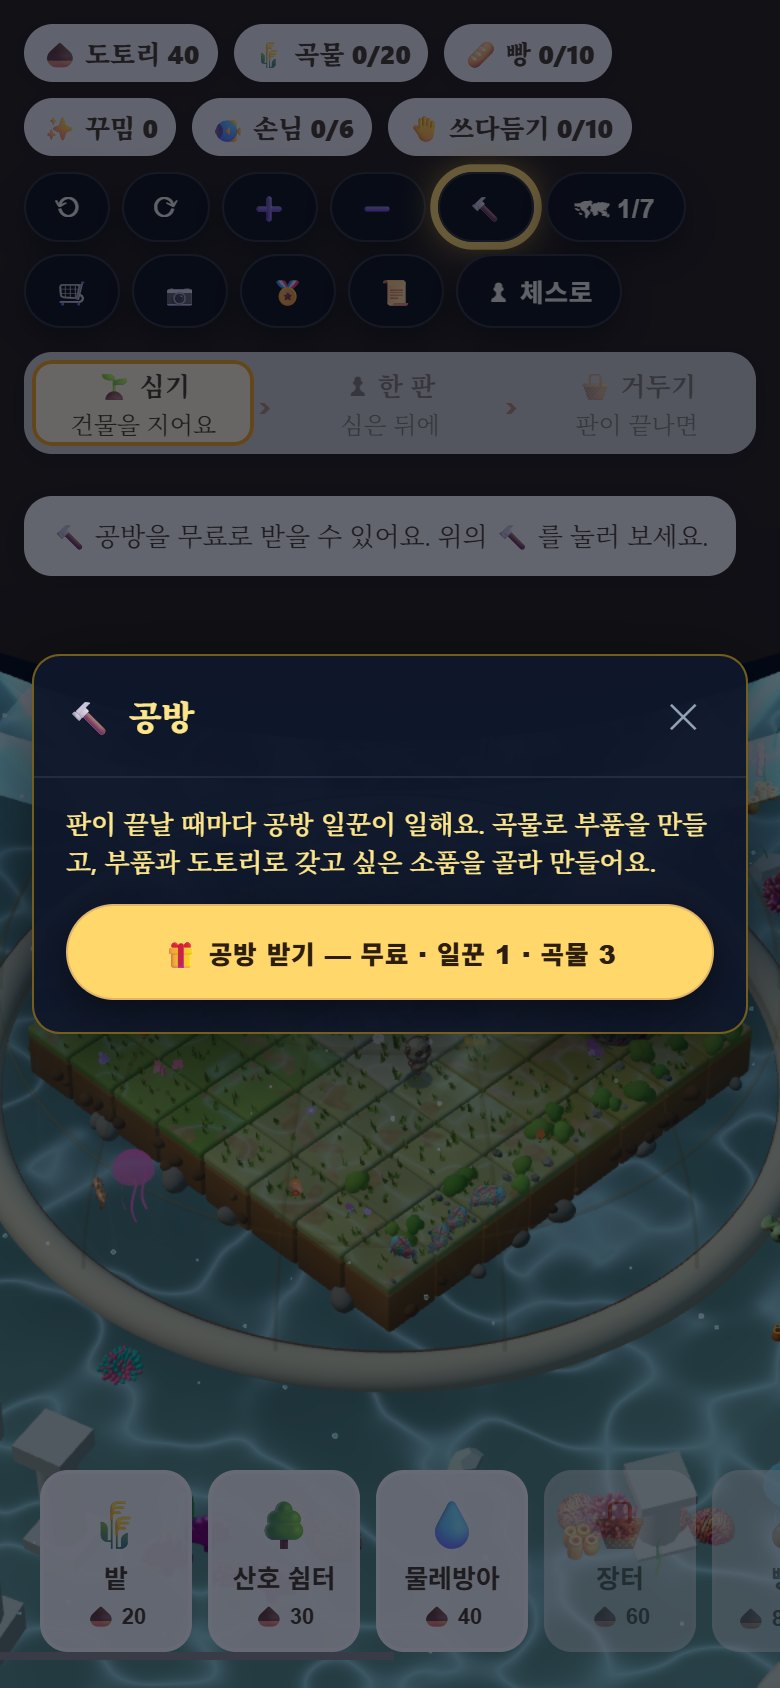 도토리 40 곡물 0/20 빵 0/10
꾸밈 0 손님 0/6 쓰다듬기 0/10
1/7
체스로
심기 › 한 판 › 거두기
건물을 지어요 심은 뒤에 판이 끝나면
공방을 무료로 받을 수 있어요. 위의 를 눌러 보세요.
공방
판이 끝날 때마다 공방 일꾼이 일해요. 곡물로 부품을 만들
고, 부품과 도토리로 갖고 싶은 소품을 골라 만들어요.
공방 받기 — 무료 · 일꾼 1 · 곡물 3
밭 산호 쉼터 물레방아 장터
20 30 40 60